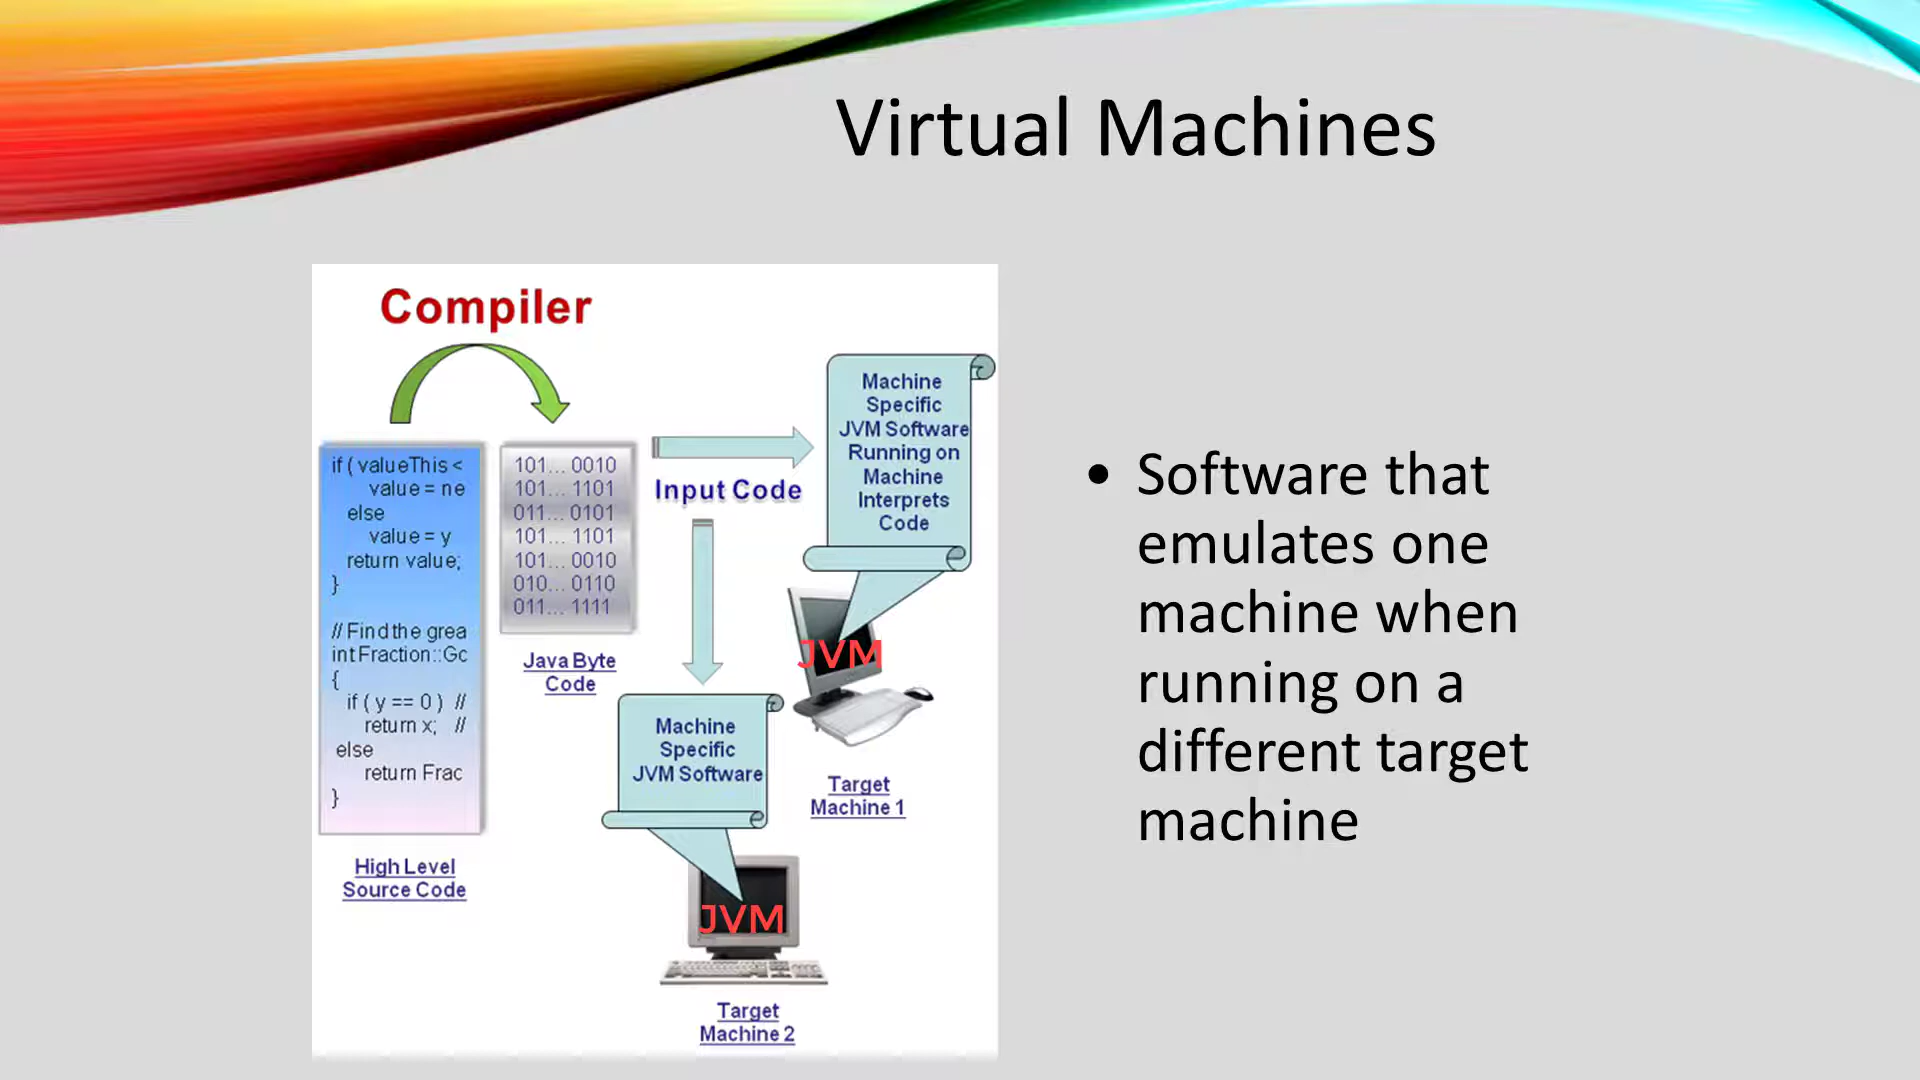 Virtual Machines
Compiler
if ( valueThis <
value = ne
else
value = y
return value;
}
// Find the grea
int Fraction::Gc
{
if ( y == 0 ) //
return x; //
else
return Frac
}
High Level
Source Code
101... 0010
101... 1101
011... 0101
101... 1101
101... 0010
010... 0110
011... 1111
Java Byte
Code
Input Code
Machine
Specific
JVM Software
Running on
Machine
Interprets
Code
JVM
Target
Machine 1
Machine
Specific
JVM Software
JVM
Target
Machine 2
• Software that
emulates one
machine when
running on a
different target
machine